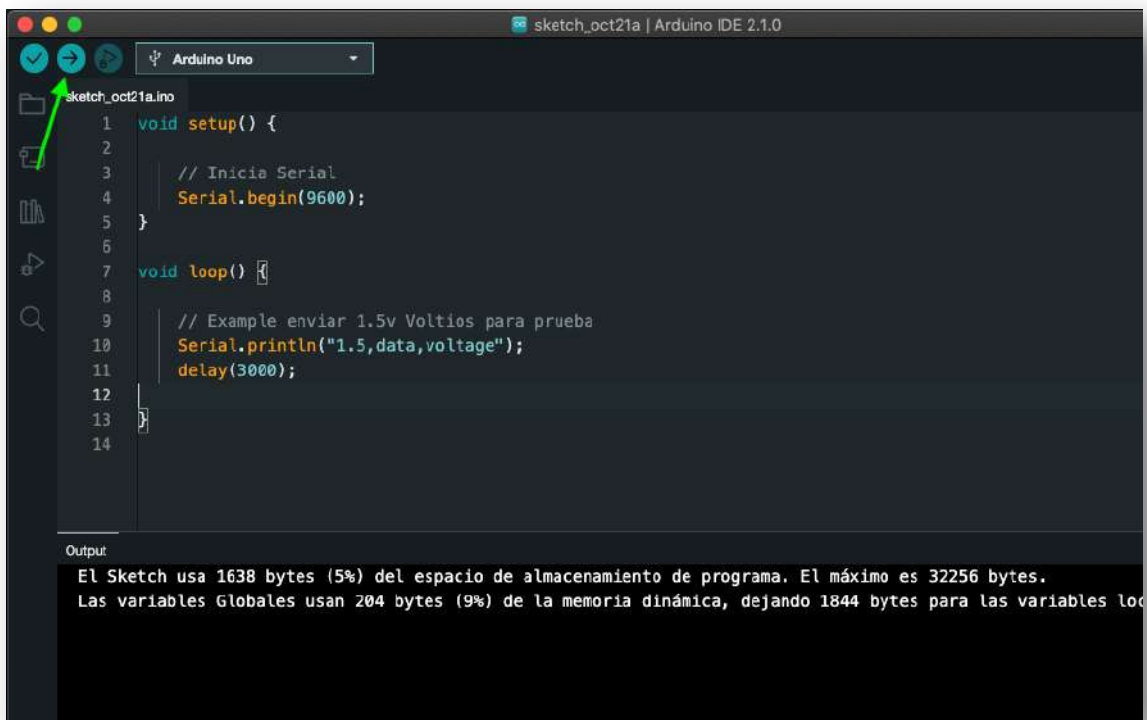 sketch_oct21a | Arduino IDE 2.1.0
Arduino Uno
sketch_oct21a.ino
1 void setup() {
2
3 // Inicia Serial
4 Serial.begin(9600);
5 }
6
7 void loop() {
8
9 // Example enviar 1.5v Voltios para prueba
10 Serial.println("1.5,data,voltage");
11 delay(3000);
12
13 }
14
Output
El Sketch usa 1638 bytes (5%) del espacio de almacenamiento de programa. El máximo es 32256 bytes.
Las variables Globales usan 204 bytes (9%) de la memoria dinámica, dejando 1844 bytes para las variables loc